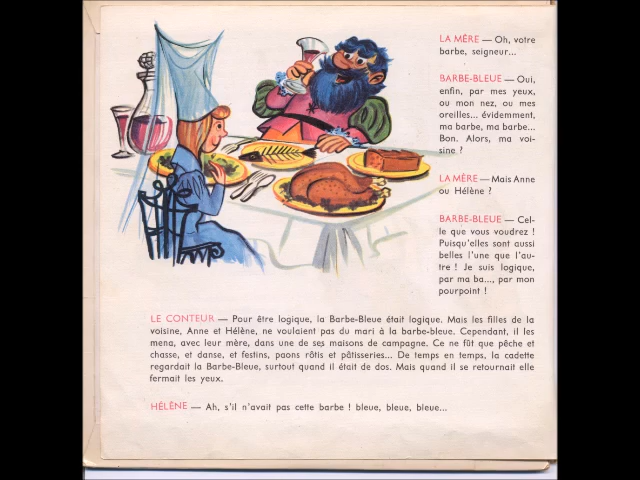 LA MÈRE — Oh, votre
barbe, seigneur...
BARBE-BLEUE — Oui,
enfin, par mes yeux,
ou mon nez, ou mes
oreilles... évidemment,
ma barbe, ma barbe...
Bon. Alors, ma voi-
sine ?
LA MÈRE — Mais Anne
ou Hélène ?
BARBE-BLEUE — Cel-
le que vous voudrez !
Puisqu'elles sont aussi
belles l'une que l'au-
tre ! Je suis logique,
par ma ba..., par mon
pourpoint !
LE CONTEUR — Pour être logique, la Barbe-Bleue était logique. Mais les filles de la
voisine, Anne et Hélène, ne voulaient pas du mari à la barbe-bleue. Cependant, il les
mena, avec leur mère, dans une de ses maisons de campagne. Ce ne fût que pêche et
chasse, et danse, et festins, paons rôtis et pâtisseries... De temps en temps, la cadette
regardait la Barbe-Bleue, surtout quand il était de dos. Mais quand il se retournait elle
fermait les yeux.
HÉLÈNE — Ah, s'il n'avait pas cette barbe ! bleue, bleue, bleue...